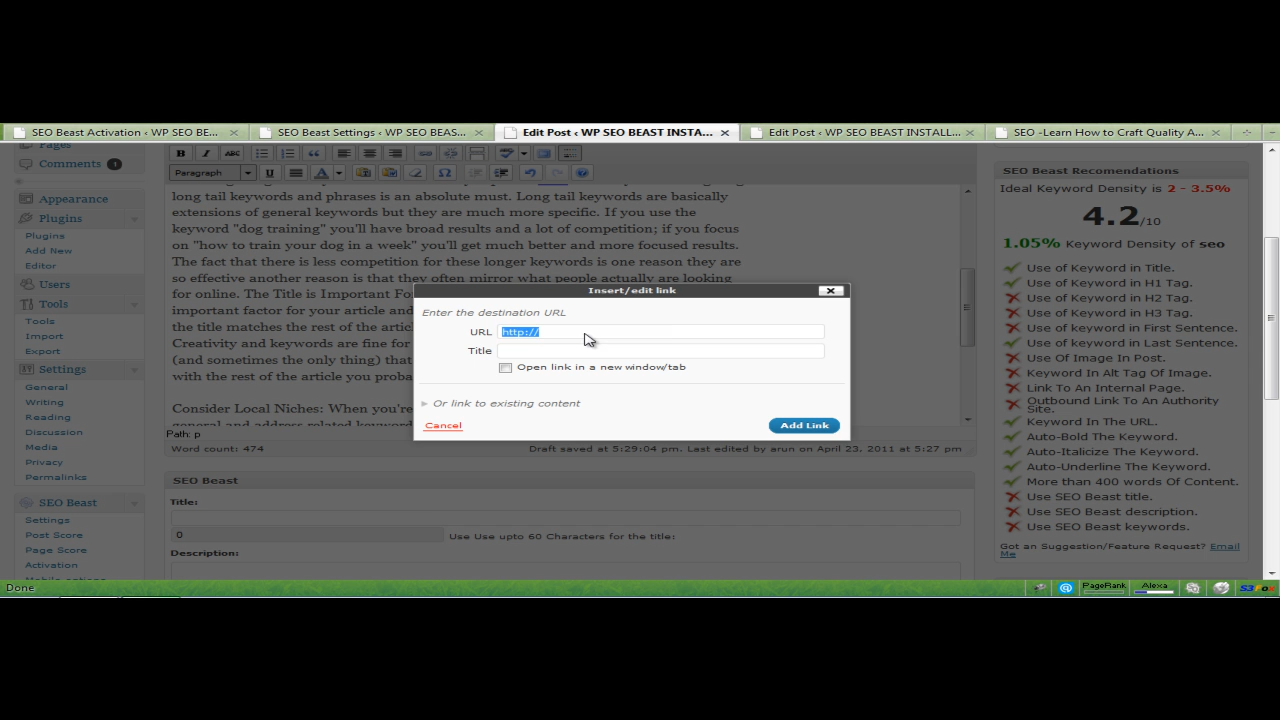 SEO Beast Activation ‹ WP SEO BE...
SEO Beast Settings ‹ WP SEO BEAS...
Edit Post ‹ WP SEO BEAST INSTA...
Edit Post ‹ WP SEO BEAST INSTALL...
SEO -Learn How to Craft Quality A...
Pages
Comments 1
Appearance
Plugins
Plugins
Add New
Editor
Users
Tools
Tools
Import
Export
Settings
General
Writing
Reading
Discussion
Media
Privacy
Permalinks
SEO Beast
Settings
Post Score
Page Score
Activation
B I ABC
Paragraph U A
long tail keywords and phrases is an absolute must. Long tail keywords are basically
extensions of general keywords but they are much more specific. If you use the
keyword "dog training" you'll have broad results and a lot of competition; if you focus
on "how to train your dog in a week" you'll get much better and more focused results.
The fact that there is less competition for these longer keywords is one reason they are
so effective another reason is that they often mirror what people actually are looking
for online. The Title is Important Fo
important factor for your article and
the title matches the rest of the artic
Creativity and keywords are fine for
(and sometimes the only thing) that
with the rest of the article you proba
Consider Local Niches: When you're
general and address related keyword
Path: p
Word count: 474
Draft saved at 5:29:04 pm. Last edited by arun on April 23, 2011 at 5:27 pm
Insert/edit link
Enter the destination URL
URL http://
Title
Open link in a new window/tab
Or link to existing content
Cancel
Add Link
SEO Beast
Title:
0
Use Use upto 60 Characters for the title:
Description:
SEO Beast Recomendations
Ideal Keyword Density is 2 - 3.5%
4.2/10
1.05% Keyword Density of seo
Use of Keyword in Title.
Use of Keyword in H1 Tag.
Use of Keyword in H2 Tag.
Use of Keyword in H3 Tag.
Use of keyword in First Sentence.
Use of keyword in Last Sentence.
Use Of Image In Post.
Keyword In Alt Tag Of Image.
Link To An Internal Page.
Outbound Link To An Authority
Site.
Keyword In The URL.
Auto-Bold The Keyword.
Auto-Italicize The Keyword.
Auto-Underline The Keyword.
More than 400 words Of Content.
Use SEO Beast title.
Use SEO Beast description.
Use SEO Beast keywords.
Got an Suggestion/Feature Request? Email
Me
Done
PageRank
Alexa
S3Fox